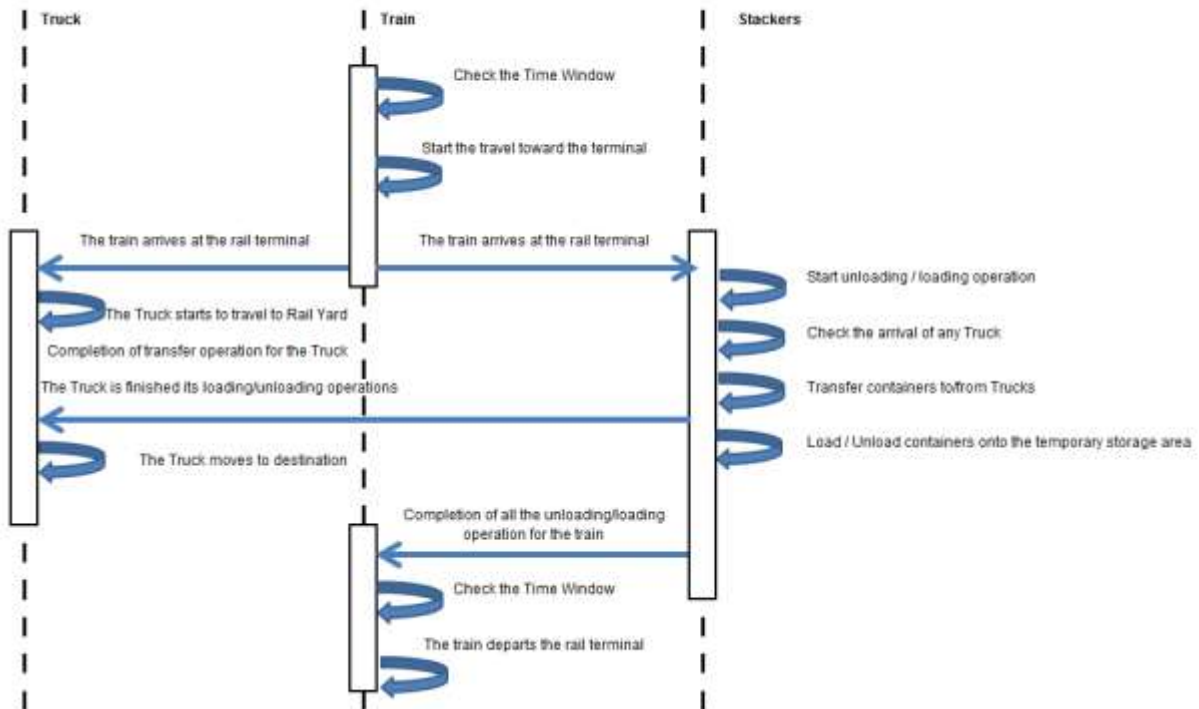 Truck
Train
Stackers
Check the Time Window
Start the travel toward the terminal
The train arrives at the rail terminal
The train arrives at the rail terminal
Start unloading / loading operation
The Truck starts to travel to Rail Yard
Check the arrival of any Truck
Completion of transfer operation for the Truck
The Truck is finished its loading/unloading operations
Transfer containers to/from Trucks
Load / Unload containers onto the temporary storage area
The Truck moves to destination
Completion of all the unloading/loading
operation for the train
Check the Time Window
The train departs the rail terminal